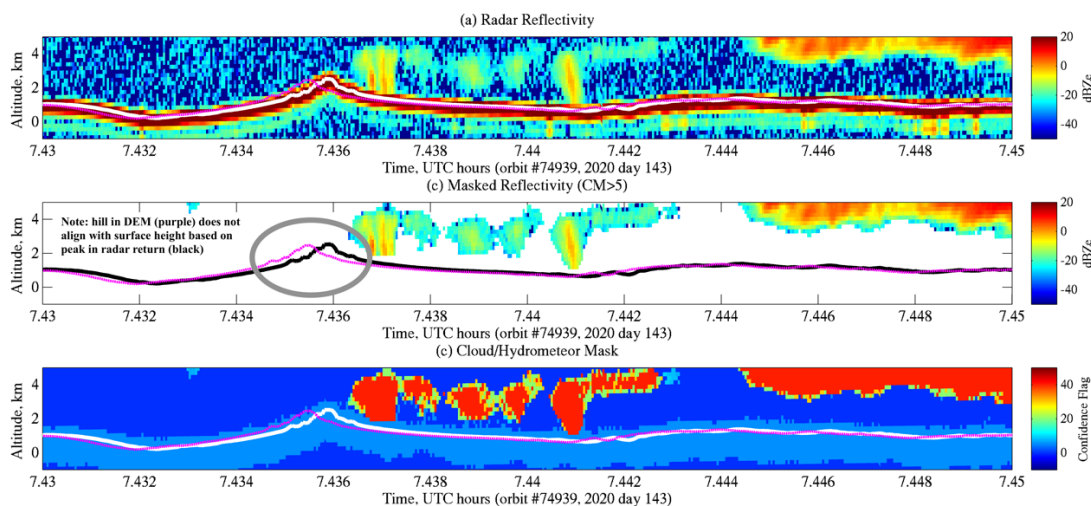 (a) Radar Reflectivity
Altitude, km
4
2
0
7.43 7.432 7.434 7.436 7.438 7.44 7.442 7.444 7.446 7.448 7.45
Time, UTC hours (orbit #74939, 2020 day 143)
20
0
-20
-40
dBZe
(c) Masked Reflectivity (CM>5)
Altitude, km
4
2
0
Note: hill in DEM (purple) does not
align with surface height based on
peak in radar return (black)
7.43 7.432 7.434 7.436 7.438 7.44 7.442 7.444 7.446 7.448 7.45
Time, UTC hours (orbit #74939, 2020 day 143)
20
0
-20
-40
dBZe
(c) Cloud/Hydrometeor Mask
Altitude, km
4
2
0
7.43 7.432 7.434 7.436 7.438 7.44 7.442 7.444 7.446 7.448 7.45
Time, UTC hours (orbit #74939, 2020 day 143)
40
30
20
10
0
Confidence Flag